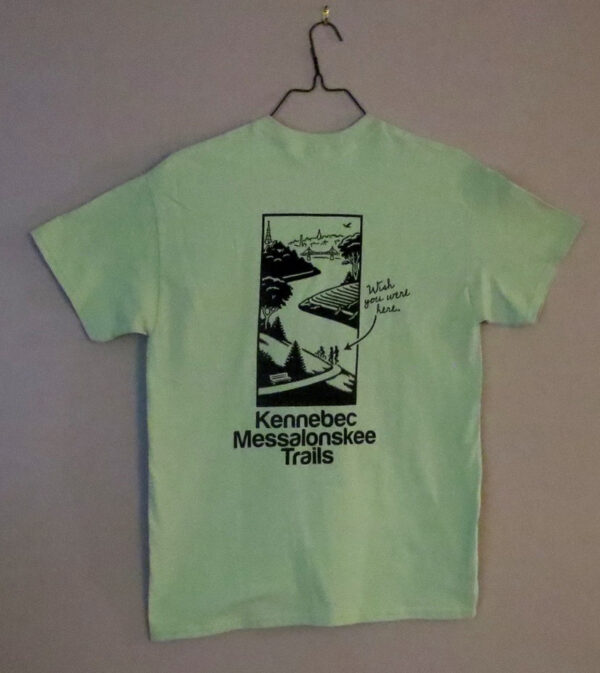 Wish
you were
here.
Kennebec
Messalonskee
Trails